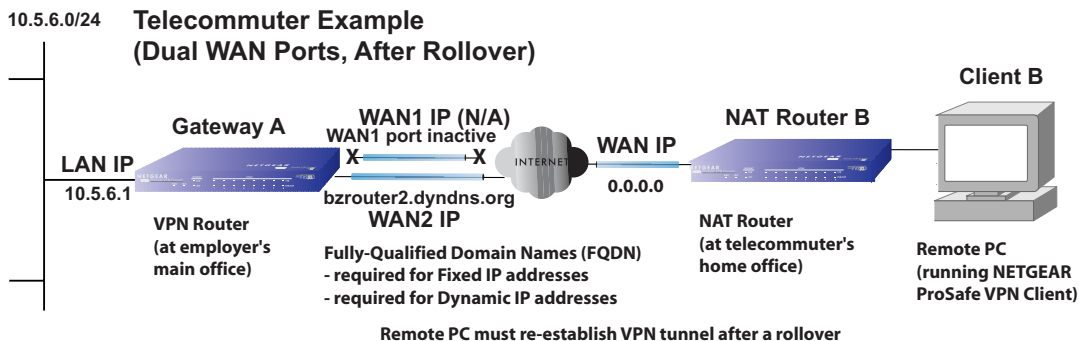 10.5.6.0/24
Telecommuter Example
(Dual WAN Ports, After Rollover)
Client B
Gateway A
WAN1 IP (N/A)
WAN1 port inactive
X
X
NAT Router B
LAN IP
10.5.6.1
NETGEAR
NETGEAR
INTERNET
WAN IP
0.0.0.0
NETGEAR
NETGEAR
bzrouter2.dyndns.org
WAN2 IP
VPN Router
(at employer's
main office)
Fully-Qualified Domain Names (FQDN)
- required for Fixed IP addresses
- required for Dynamic IP addresses
NAT Router
(at telecommuter's
home office)
Remote PC
(running NETGEAR
ProSafe VPN Client)
Remote PC must re-establish VPN tunnel after a rollover